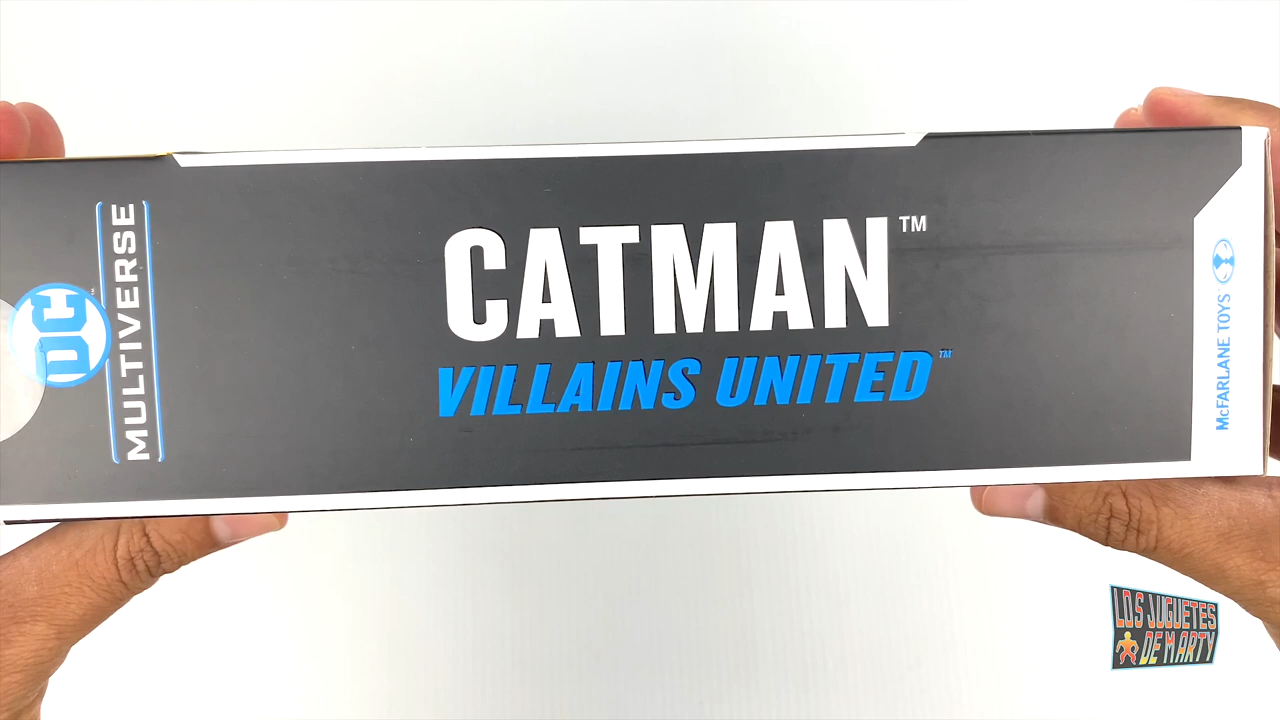 DC
MULTIVERSE
CATMAN™
VILLAINS UNITED™
McFARLANE TOYS
LOS JUGUETES
DE MARTY